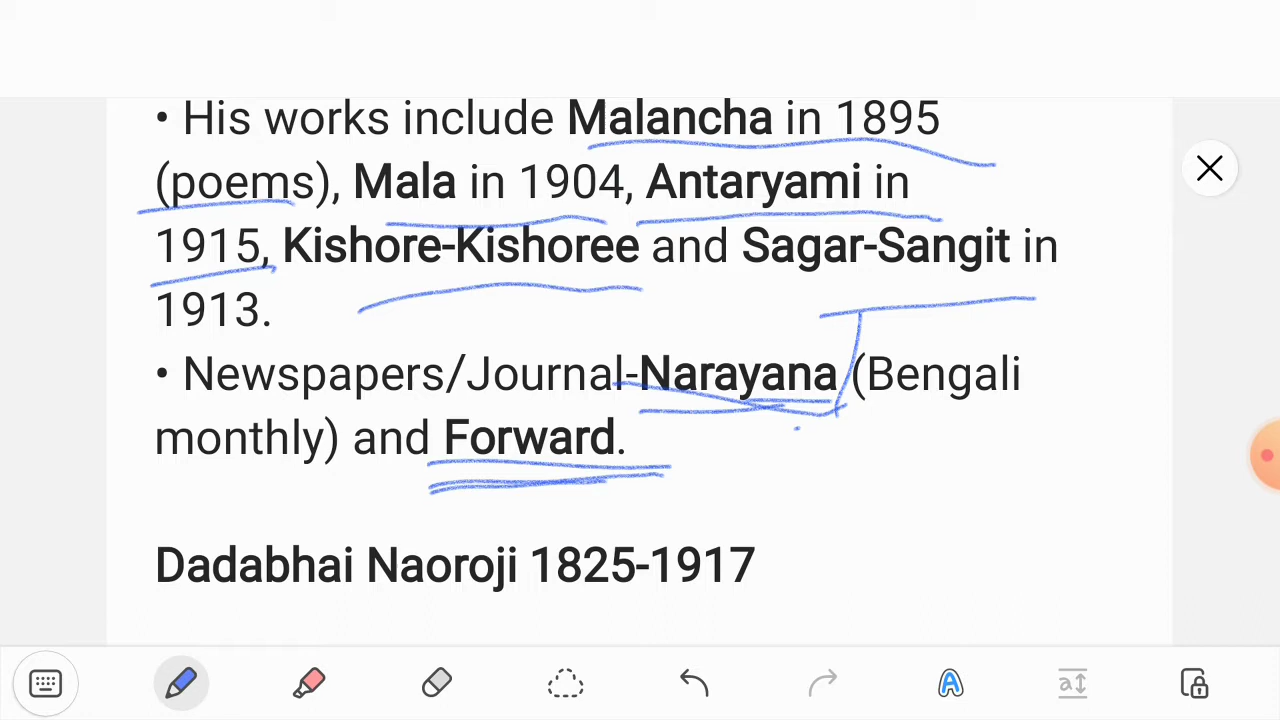 • His works include Malancha in 1895
(poems), Mala in 1904, Antaryami in
1915, Kishore-Kishoree and Sagar-Sangit in
1913.
• Newspapers/Journal-Narayana (Bengali
monthly) and Forward.
Dadabhai Naoroji 1825-1917
A
a